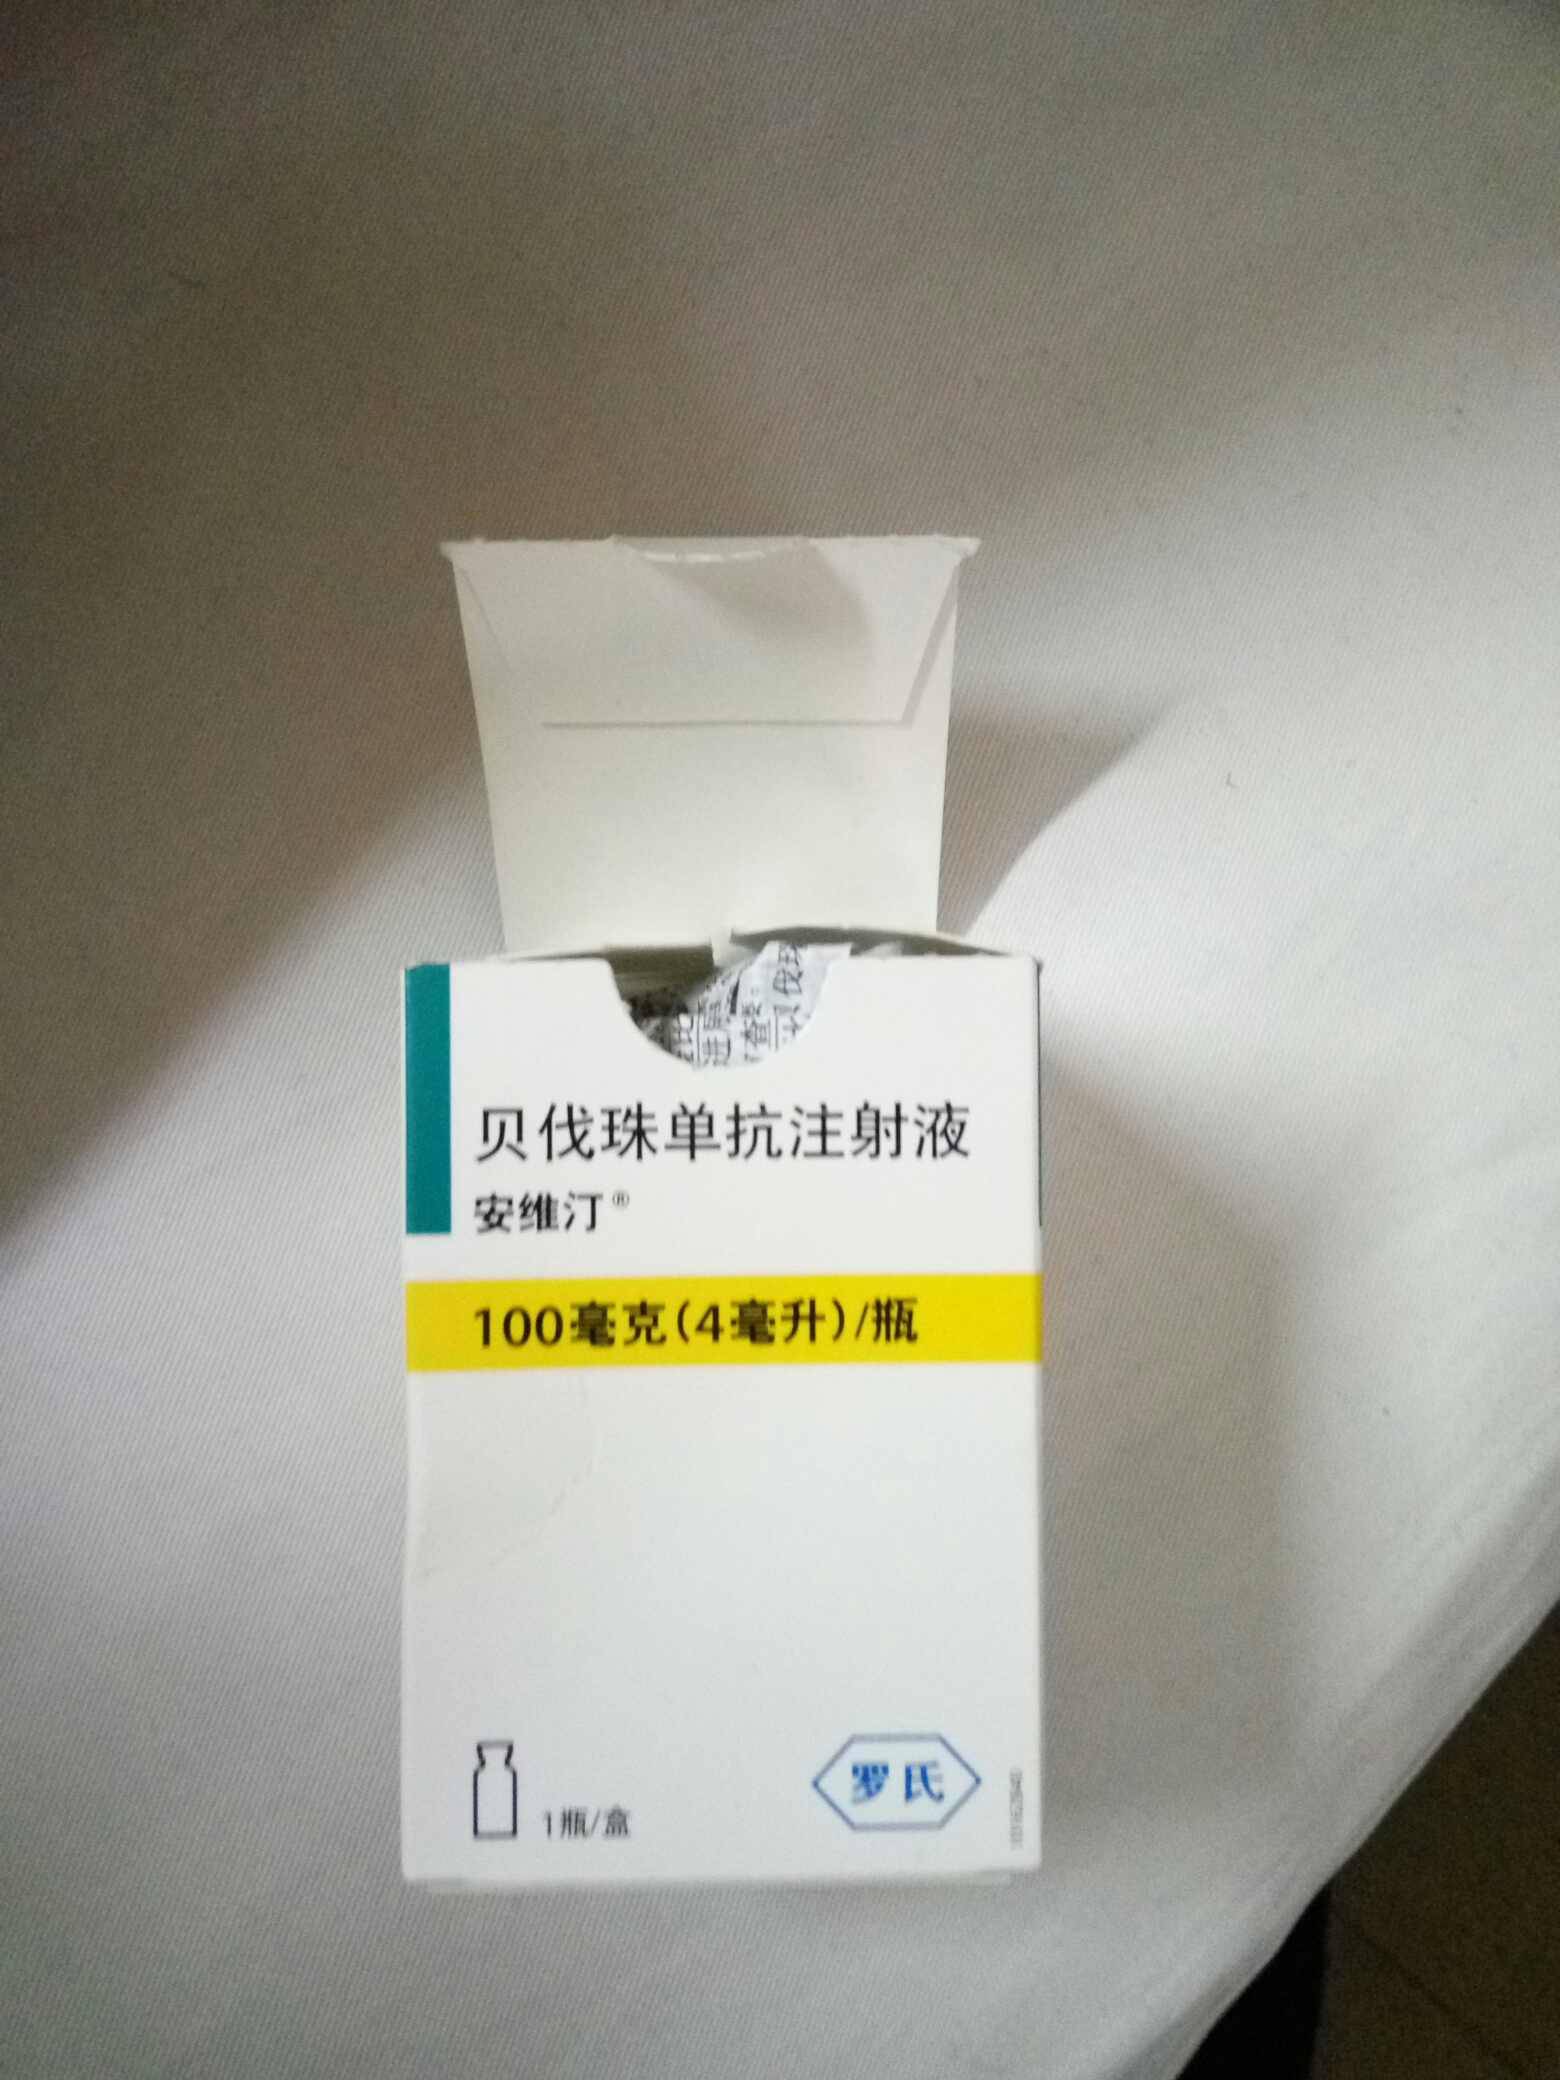 贝伐珠单抗注射液
安维汀®
100毫克(4毫升)/瓶
1瓶/盒
罗氏